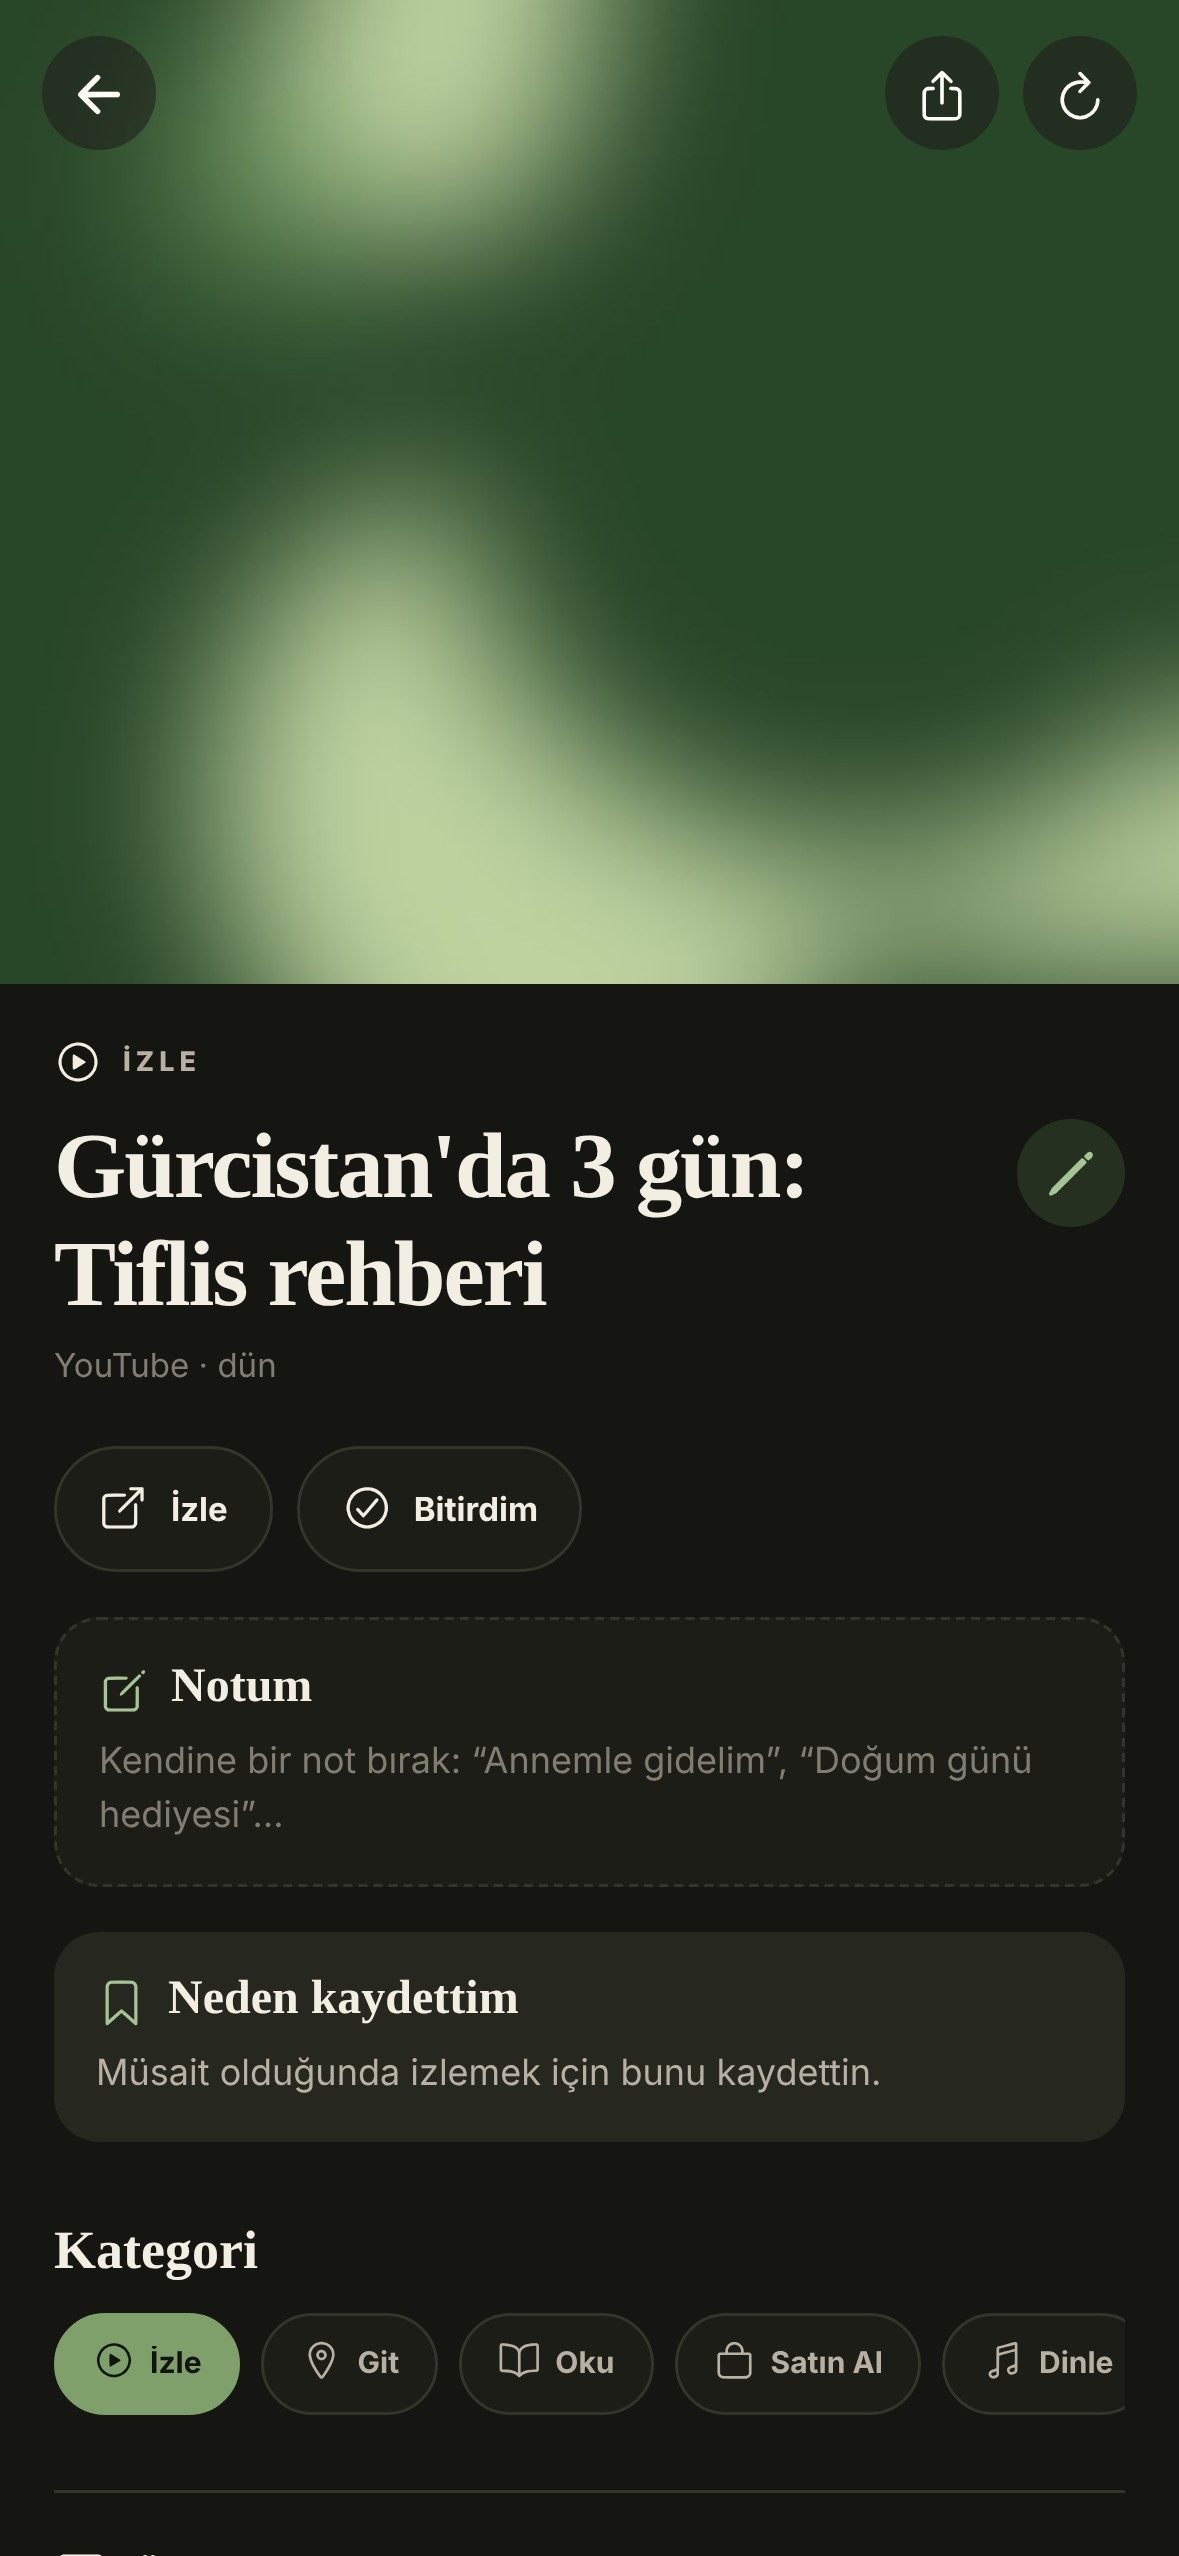 İZLE
Gürcistan'da 3 gün:
Tiflis rehberi
YouTube · dün
İzle
Bitirdim
Notum
Kendine bir not bırak: “Annemle gidelim”, “Doğum günü
hediyesi”...
Neden kaydettim
Müsait olduğunda izlemek için bunu kaydettin.
Kategori
İzle
Git
Oku
Satın Al
Dinle